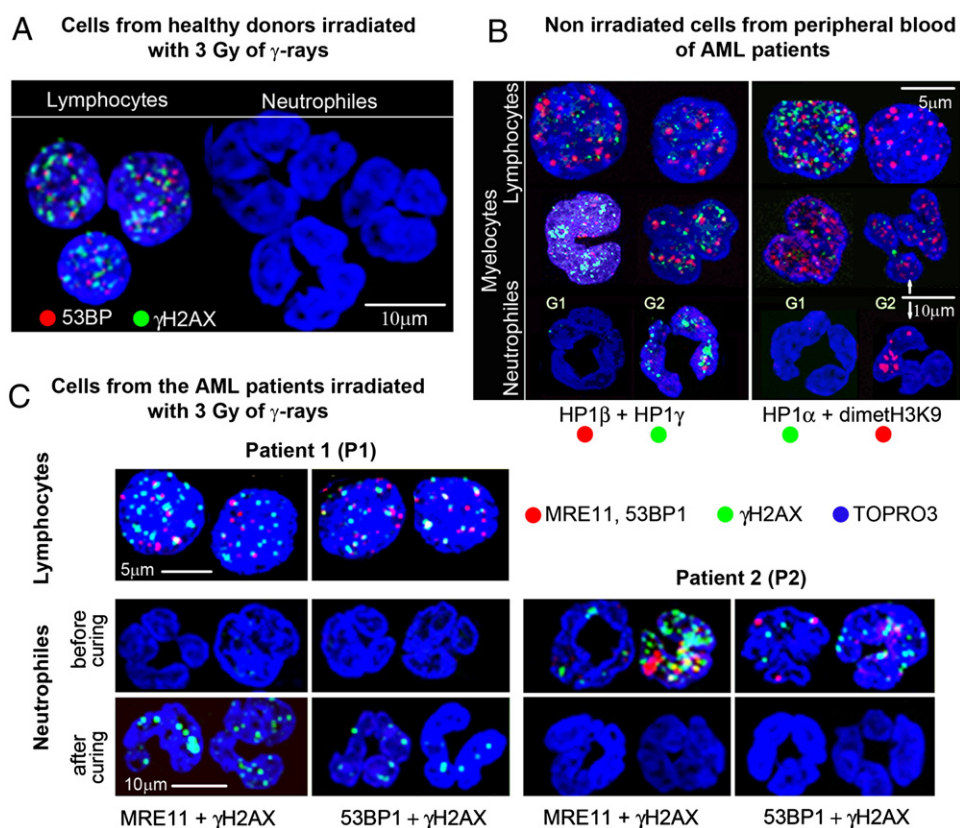 A
Cells from healthy donors irradiated
with 3 Gy of γ-rays
Lymphocytes
Neutrophiles
53BP
γH2AX
10μm
B
Non irradiated cells from peripheral blood
of AML patients
Lymphocytes
Myelocytes
Neutrophiles
5μm
G1
G2
G1
G2
10μm
HP1β + HP1γ
HP1α + dimetH3K9
C
Cells from the AML patients irradiated
with 3 Gy of γ-rays
Patient 1 (P1)
Lymphocytes
5μm
MRE11, 53BP1
γH2AX
TOPRO3
Patient 2 (P2)
Neutrophiles
before
curing
after
curing
10μm
MRE11 + γH2AX
53BP1 + γH2AX
MRE11 + γH2AX
53BP1 + γH2AX